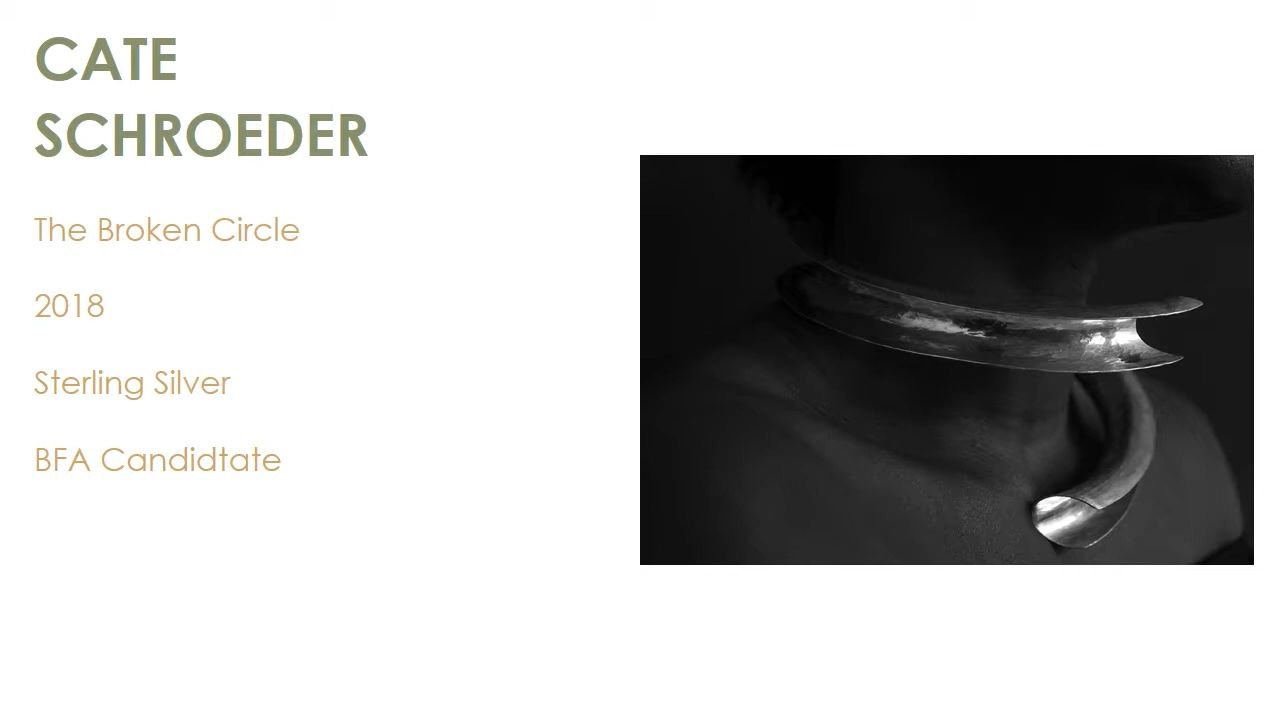 CATE
SCHROEDER
The Broken Circle
2018
Sterling Silver
BFA Candidtate